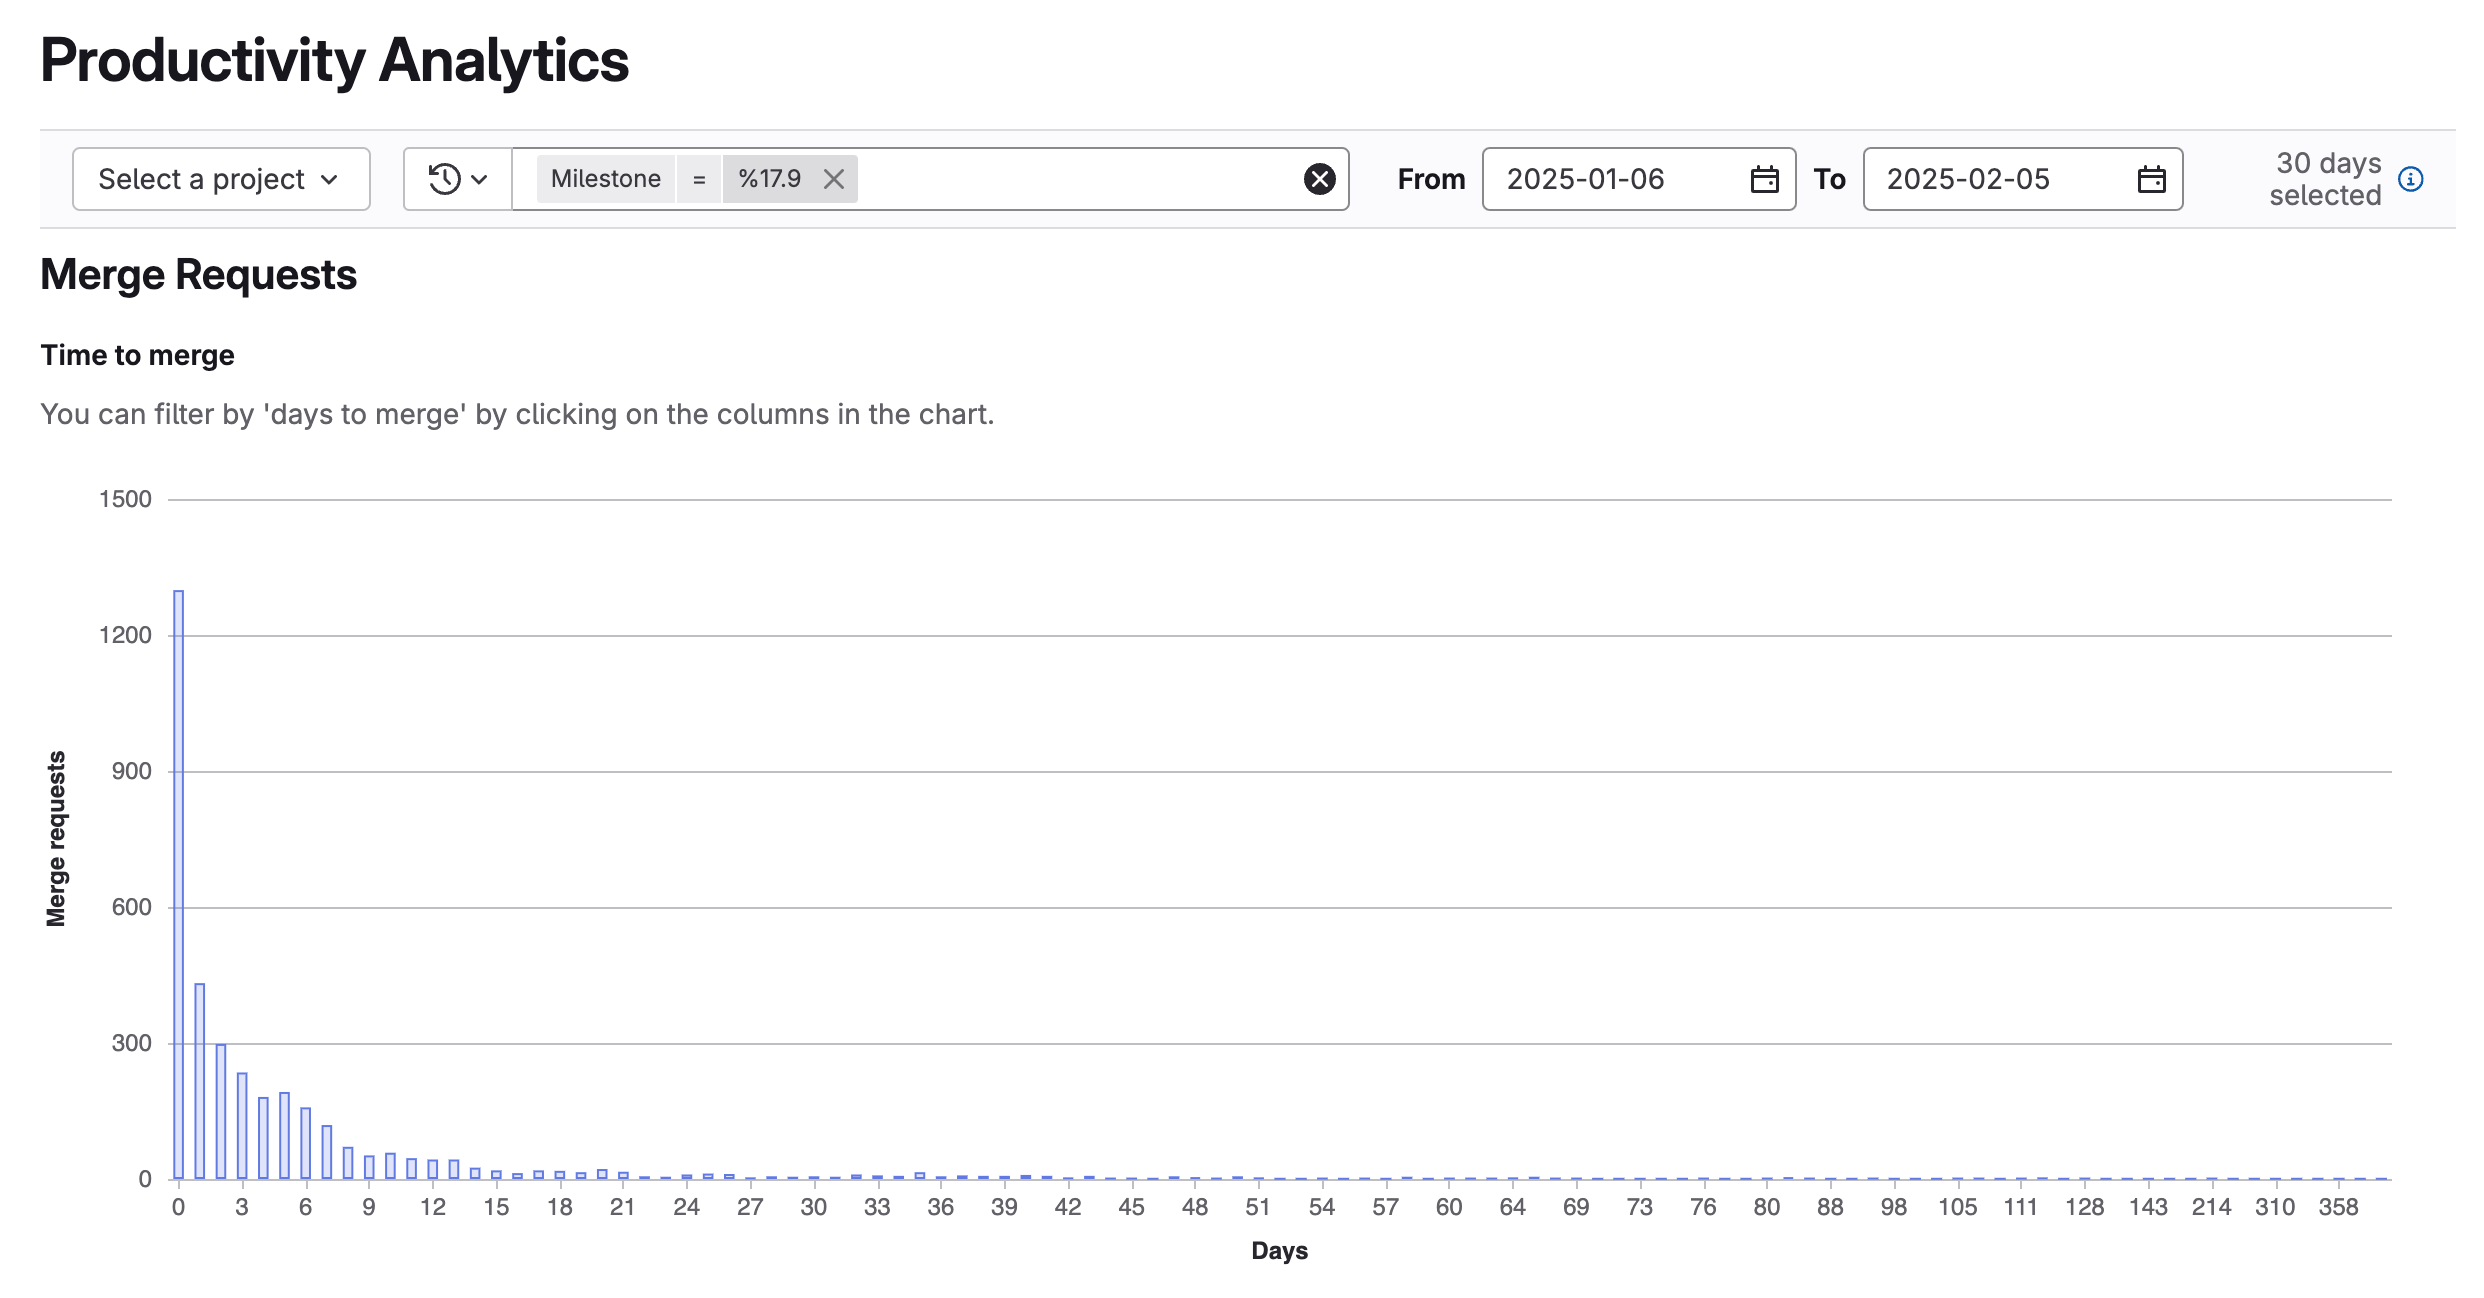 Productivity Analytics
Select a project
Milestone = %17.9
From 2025-01-06 To 2025-02-05
30 days
selected
Merge Requests
Time to merge
You can filter by 'days to merge' by clicking on the columns in the chart.
1500
1200
900
600
300
0
Merge requests
0 3 6 9 12 15 18 21 24 27 30 33 36 39 42 45 48 51 54 57 60 64 69 73 76 80 88 98 105 111 128 143 214 310 358
Days